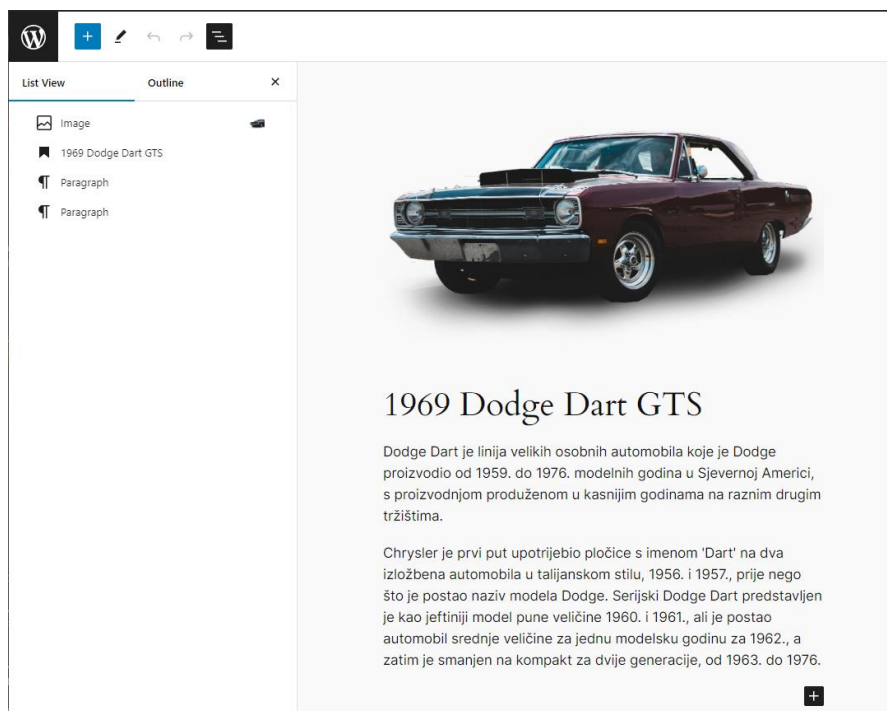 List View
Outline
Image
1969 Dodge Dart GTS
Paragraph
Paragraph
1969 Dodge Dart GTS
Dodge Dart je linija velikih osobnih automobila koje je Dodge
proizvodio od 1959. do 1976. modelnih godina u Sjevernoj Americi,
s proizvodnjom produženom u kasnijim godinama na raznim drugim
tržištima.
Chrysler je prvi put upotrijebio pločice s imenom 'Dart' na dva
izložbena automobila u talijanskom stilu, 1956. i 1957., prije nego
što je postao naziv modela Dodge. Serijski Dodge Dart predstavljen
je kao jeftiniji model pune veličine 1960. i 1961., ali je postao
automobil srednje veličine za jednu modelsku godinu za 1962., a
zatim je smanjen na kompakt za dvije generacije, od 1963. do 1976.